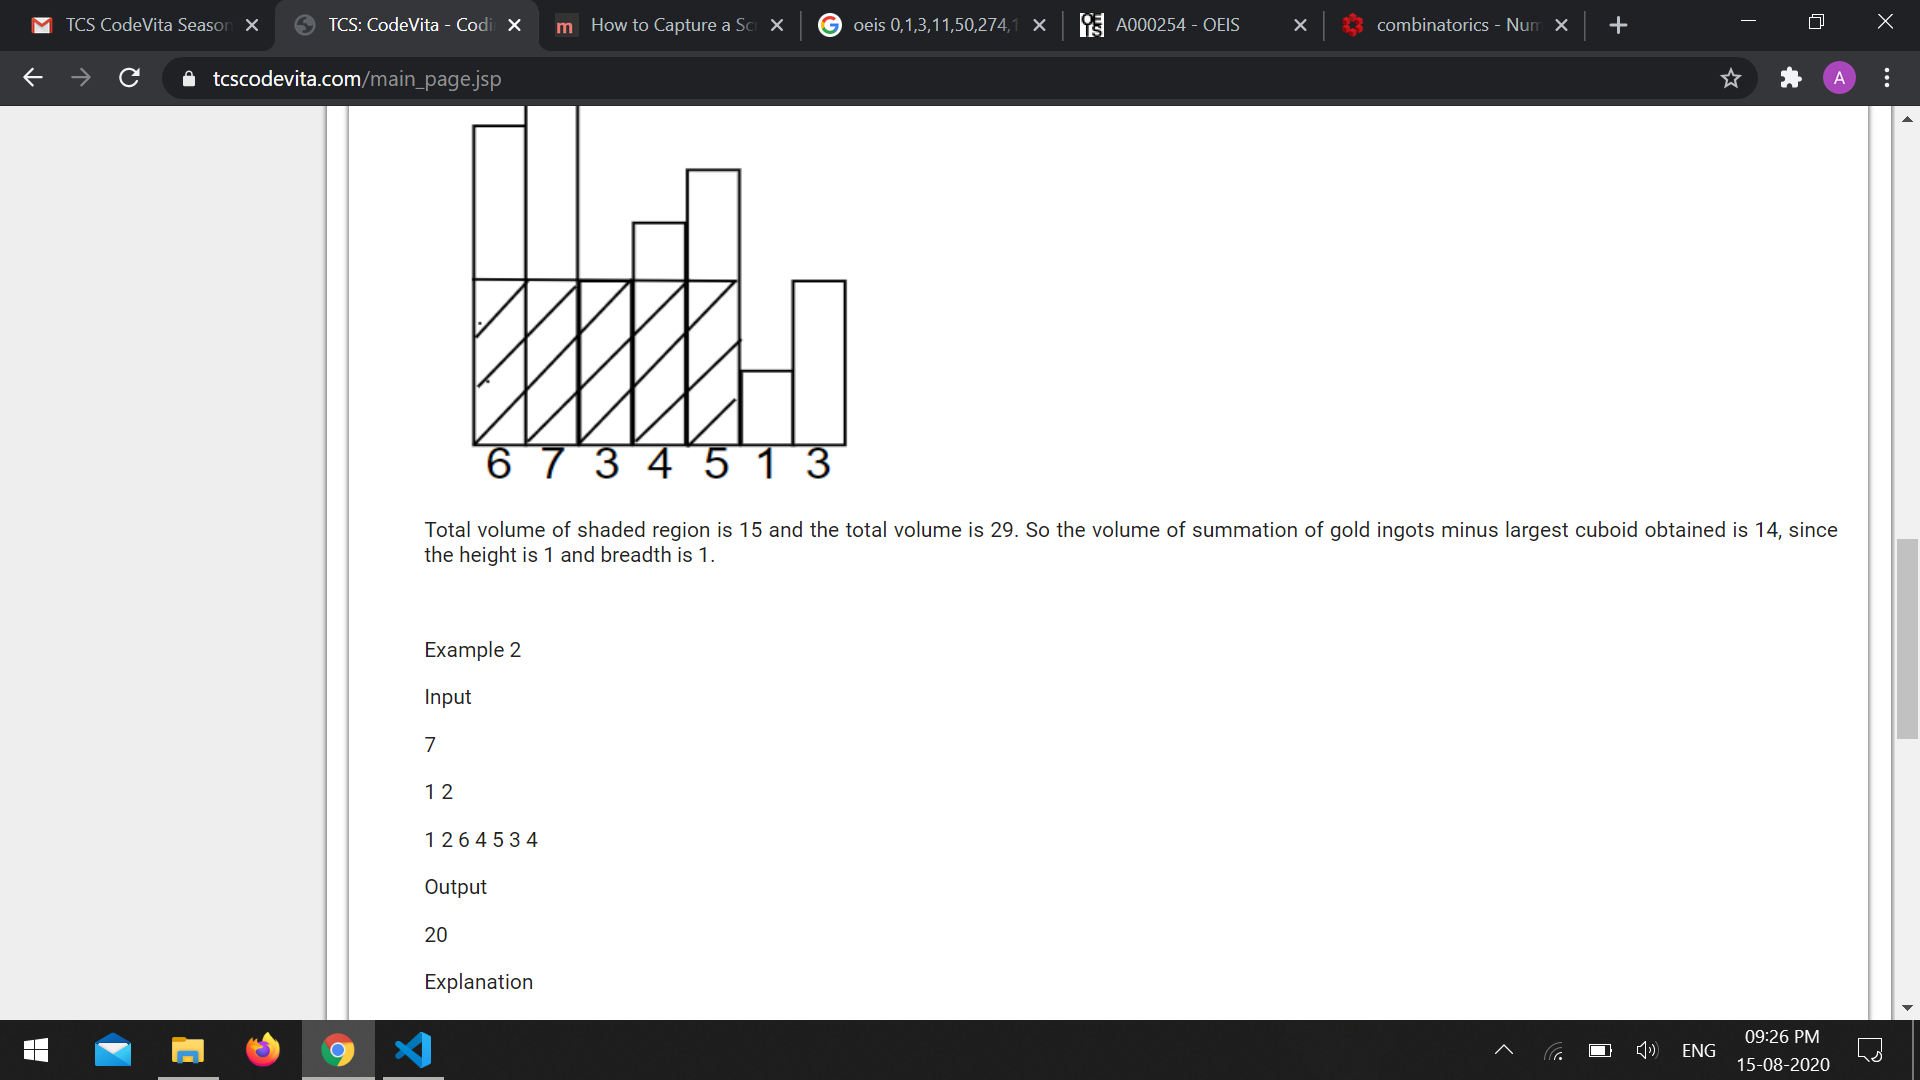 TCS CodeVita Season
TCS: CodeVita - Codi
m How to Capture a Sc
G oeis 0,1,3,11,50,274,1
OEIS A000254 - OEIS
combinatorics - Num
tcscodevita.com/main_page.jsp
A
6 7 3 4 5 1 3
Total volume of shaded region is 15 and the total volume is 29. So the volume of summation of gold ingots minus largest cuboid obtained is 14, since
the height is 1 and breadth is 1.
Example 2
Input
7
1 2
1 2 6 4 5 3 4
Output
20
Explanation
ENG
09:26 PM
15-08-2020